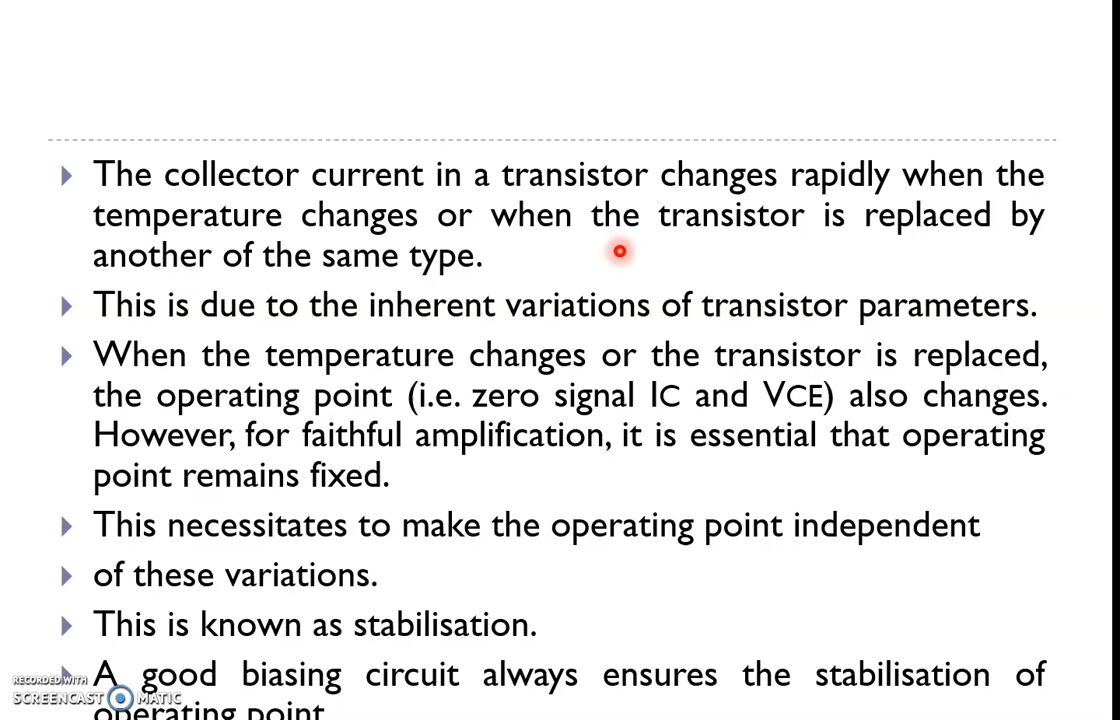 The collector current in a transistor changes rapidly when the
temperature changes or when the transistor is replaced by
another of the same type.
This is due to the inherent variations of transistor parameters.
When the temperature changes or the transistor is replaced,
the operating point (i.e. zero signal IC and VCE) also changes.
However, for faithful amplification, it is essential that operating
point remains fixed.
This necessitates to make the operating point independent
of these variations.
This is known as stabilisation.
A good biasing circuit always ensures the stabilisation of
operating point.
RECORDED WITH
SCREENCAST MATIC